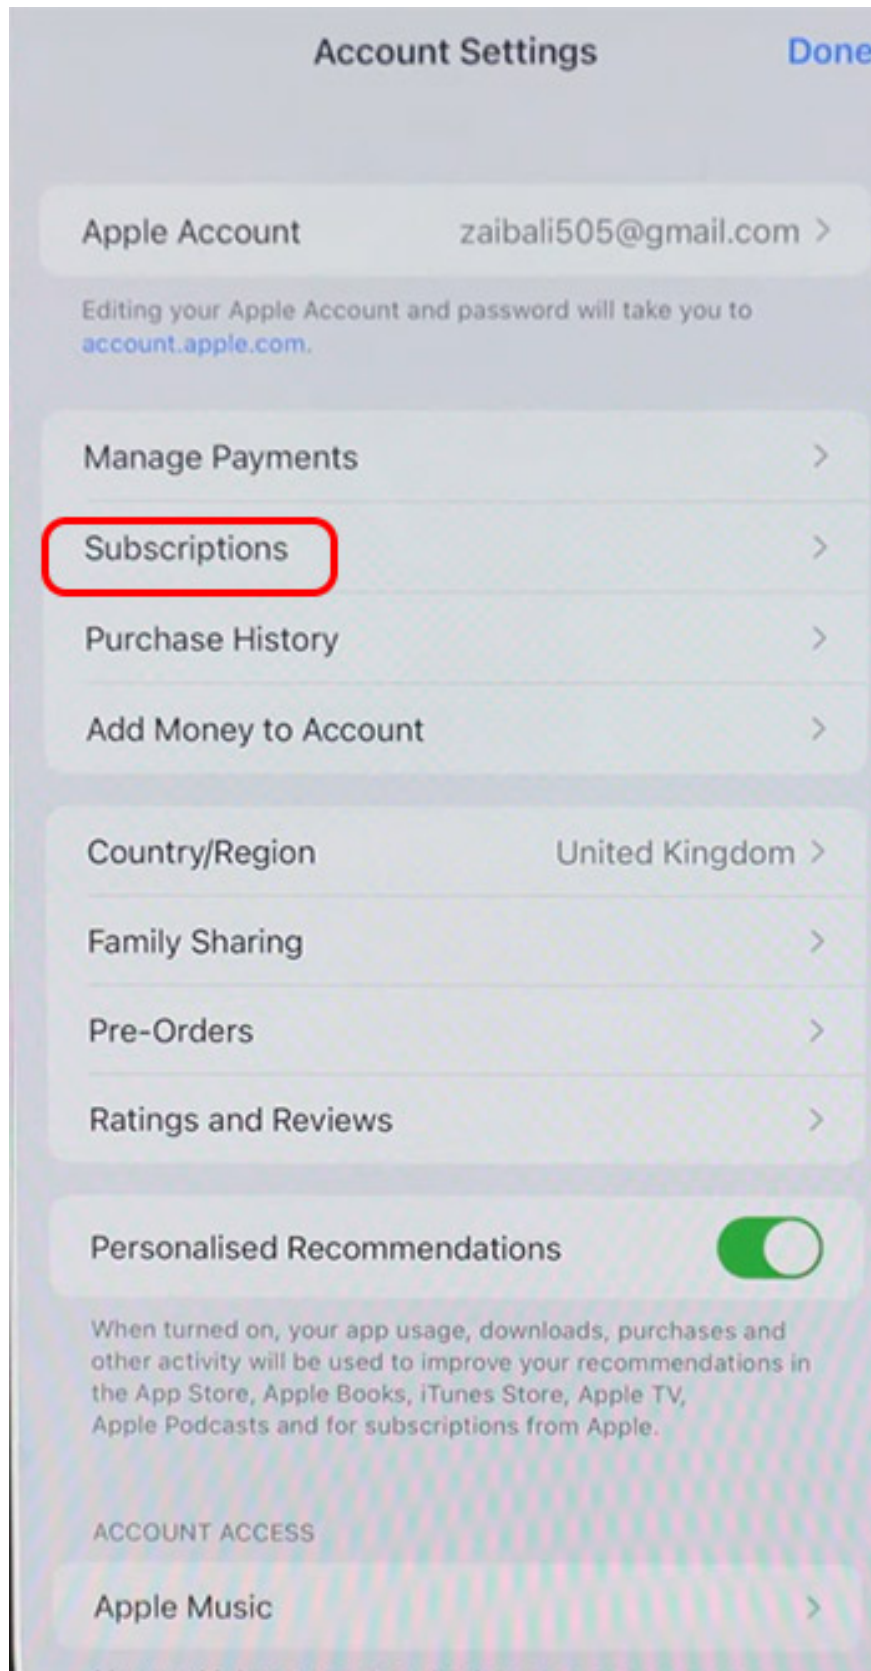 Account Settings
Done
Apple Account
zaibali505@gmail.com
Editing your Apple Account and password will take you to
account.apple.com.
Manage Payments
Subscriptions
Purchase History
Add Money to Account
Country/Region
United Kingdom
Family Sharing
Pre-Orders
Ratings and Reviews
Personalised Recommendations
When turned on, your app usage, downloads, purchases and
other activity will be used to improve your recommendations in
the App Store, Apple Books, iTunes Store, Apple TV,
Apple Podcasts and for subscriptions from Apple.
ACCOUNT ACCESS
Apple Music